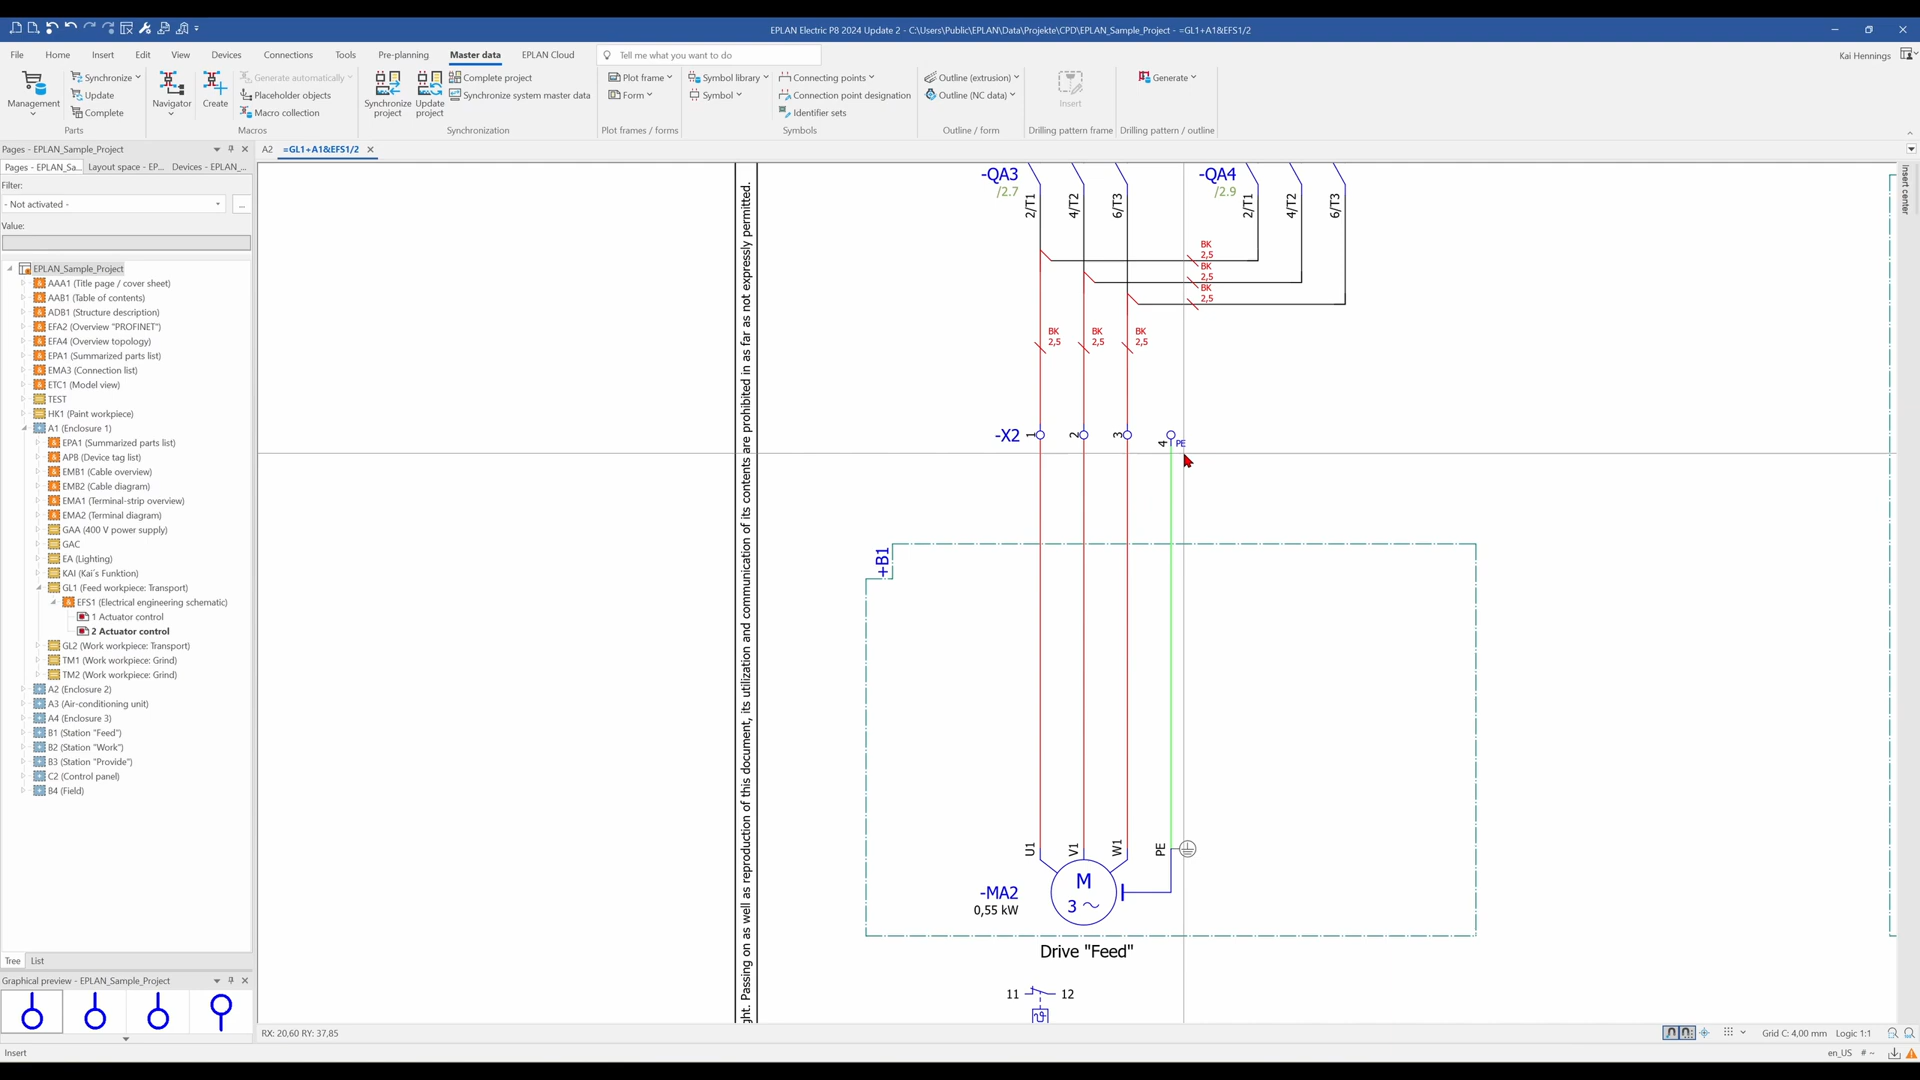 EPLAN Electric P8 2024 Update 2 - C:\Users\Public\EPLAN\Data\Projekte\CPD\EPLAN_Sample_Project - =GL1+A1&EFS1/2
File Home Insert Edit View Devices Connections Tools Pre-planning Master data EPLAN Cloud Tell me what you want to do Kai Hennings
Management Synchronize Update Complete
Parts
Navigator Create Generate automatically Placeholder objects Macro collection
Macros
Synchronize project Update project Complete project Synchronize system master data
Synchronization
Plot frame Form
Plot frames / forms
Symbol library Symbol Connecting points Connection point designation Identifier sets
Symbols
Outline (extrusion) Outline (NC data)
Outline / form
Insert
Drilling pattern frame
Generate
Drilling pattern / outline
Pages - EPLAN_Sample_Project
Pages - EPLAN_Sa... Layout space - EP... Devices - EPLAN_...
Filter:
- Not activated -
...
Value:
EPLAN_Sample_Project
AAA1 (Title page / cover sheet)
AAB1 (Table of contents)
ADB1 (Structure description)
EFA2 (Overview "PROFINET")
EFA4 (Overview topology)
EPA1 (Summarized parts list)
EMA3 (Connection list)
ETC1 (Model view)
TEST
HK1 (Paint workpiece)
A1 (Enclosure 1)
EPA1 (Summarized parts list)
APB (Device tag list)
EMB1 (Cable overview)
EMB2 (Cable diagram)
EMA1 (Terminal-strip overview)
EMA2 (Terminal diagram)
GAA (400 V power supply)
GAC
EA (Lighting)
KAI (Kai´s Funktion)
GL1 (Feed workpiece: Transport)
EFS1 (Electrical engineering schematic)
1 Actuator control
2 Actuator control
GL2 (Work workpiece: Transport)
TM1 (Work workpiece: Grind)
TM2 (Work workpiece: Grind)
A2 (Enclosure 2)
A3 (Air-conditioning unit)
A4 (Enclosure 3)
B1 (Station "Feed")
B2 (Station "Work")
B3 (Station "Provide")
C2 (Control panel)
B4 (Field)
Tree List
Graphical preview - EPLAN_Sample_Project
A2 =GL1+A1&EFS1/2
Insert center
ght. Passing on as well as reproduction of this document, its utilization and communication of its contents are prohibited in as far as not expressly permitted.
-QA3
/2.7
2/T1 4/T2 6/T3
-QA4
/2.9
2/T1 4/T2 6/T3
BK
2,5
BK
2,5
BK
2,5
BK BK BK
2,5 2,5 2,5
-X2 1 2 3 4 PE
+B1
U1 V1 W1 PE
-MA2
0,55 kW
M
3
Drive "Feed"
11 12
RX: 20,60 RY: 37,85
Grid C: 4,00 mm Logic 1:1
Insert
en_US # ~